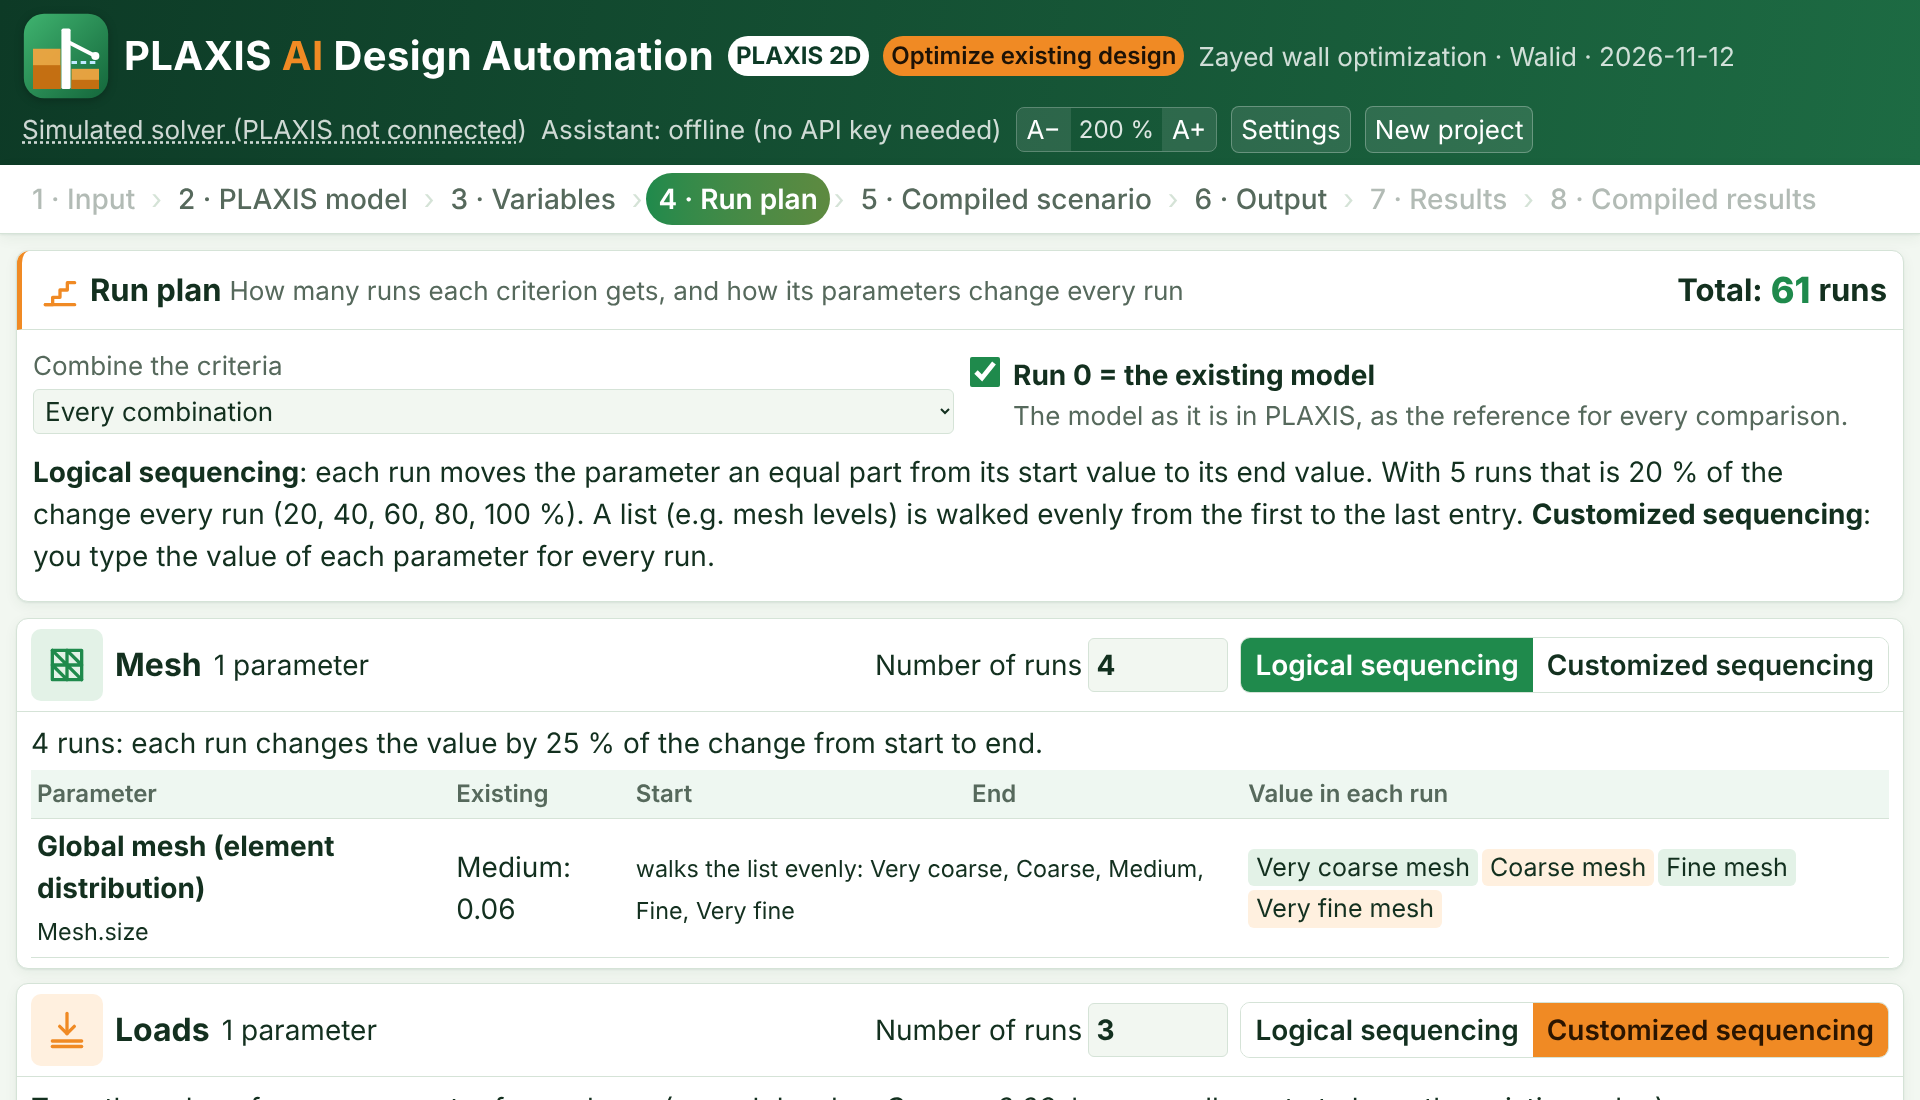 PLAXIS AI Design Automation PLAXIS 2D Optimize existing design Zayed wall optimization · Walid · 2026-11-12
Simulated solver (PLAXIS not connected) Assistant: offline (no API key needed) A− 200 % A+ Settings New project
1 · Input › 2 · PLAXIS model › 3 · Variables › 4 · Run plan › 5 · Compiled scenario › 6 · Output › 7 · Results › 8 · Compiled results
Run plan How many runs each criterion gets, and how its parameters change every run Total: 61 runs
Combine the criteria
Every combination
Run 0 = the existing model
The model as it is in PLAXIS, as the reference for every comparison.
Logical sequencing: each run moves the parameter an equal part from its start value to its end value. With 5 runs that is 20 % of the
change every run (20, 40, 60, 80, 100 %). A list (e.g. mesh levels) is walked evenly from the first to the last entry. Customized sequencing:
you type the value of each parameter for every run.
Mesh 1 parameter Number of runs 4 Logical sequencing Customized sequencing
4 runs: each run changes the value by 25 % of the change from start to end.
Parameter Existing Start End Value in each run
Global mesh (element
distribution)
Mesh.size
Medium:
0.06
walks the list evenly: Very coarse, Coarse, Medium,
Fine, Very fine
Very coarse mesh Coarse mesh Fine mesh
Very fine mesh
Loads 1 parameter Number of runs 3 Logical sequencing Customized sequencing